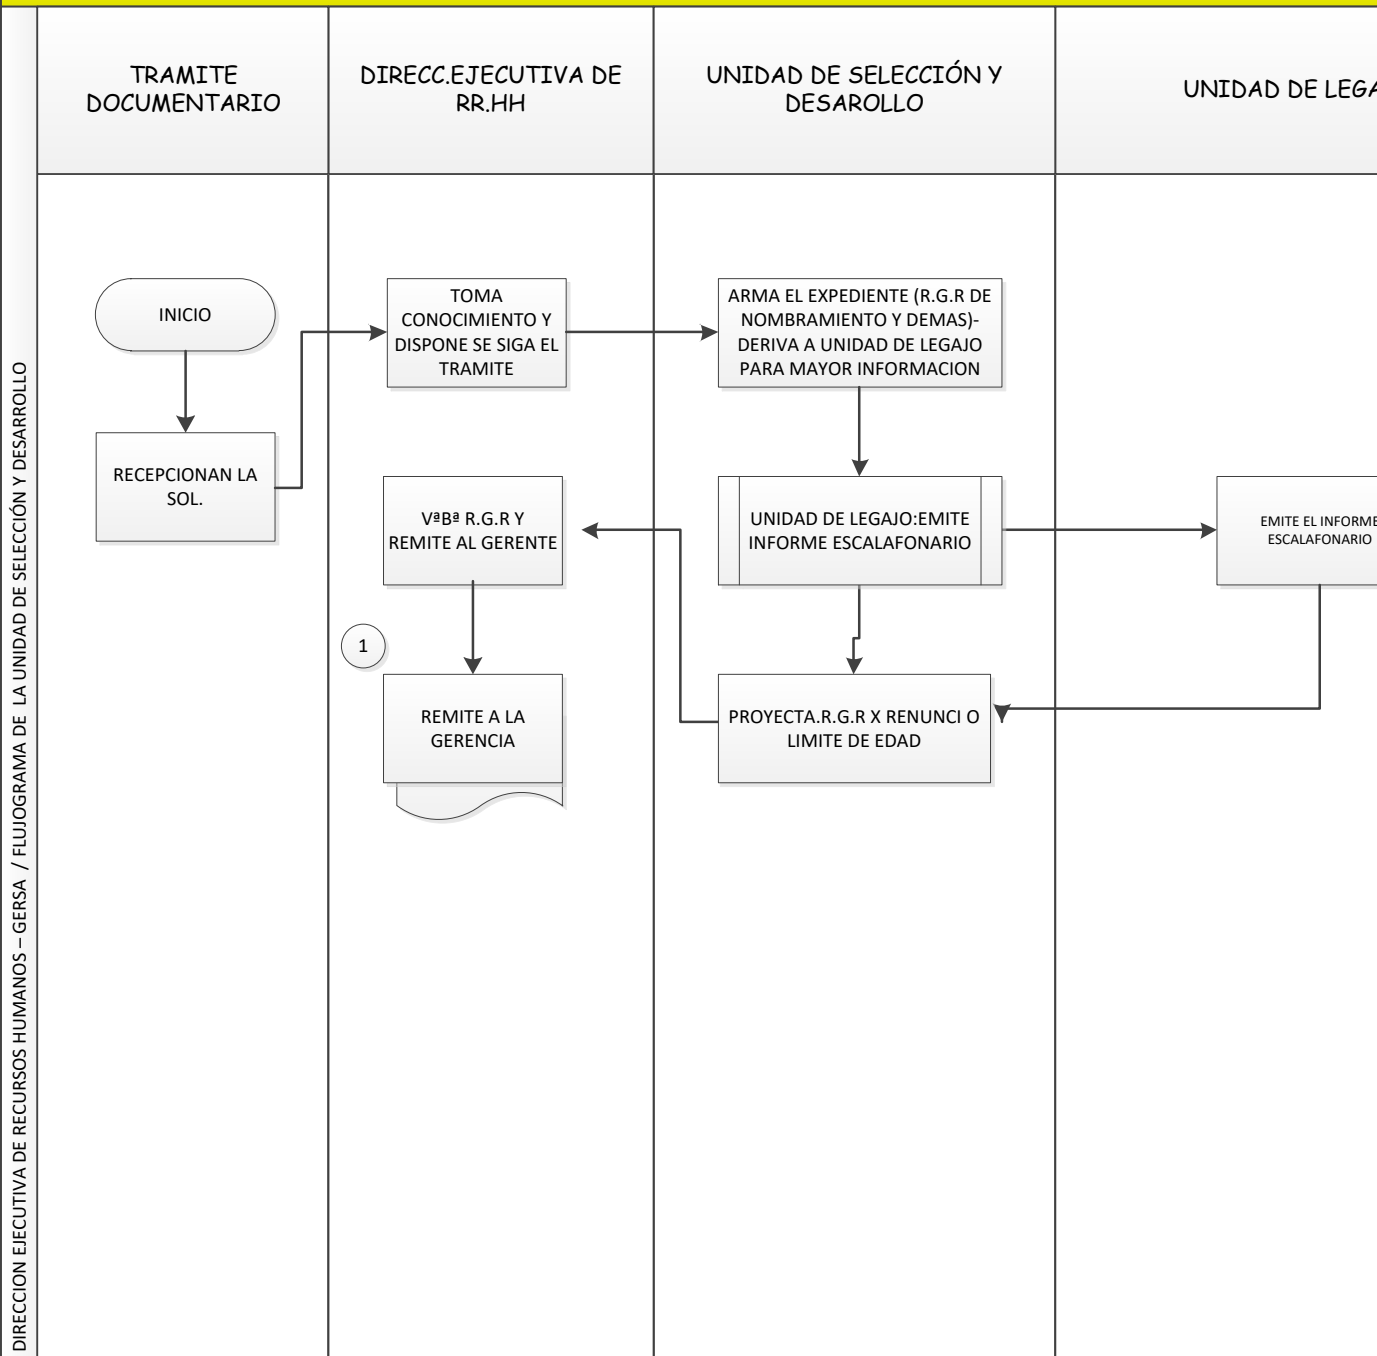 TRAMITE
DOCUMENTARIO
DIRECC.EJECUTIVA DE
RR.HH
UNIDAD DE SELECCIÓN Y
DESAROLLO
UNIDAD DE LEGA
INICIO
RECEPCIONAN LA
SOL.
TOMA
CONOCIMIENTO Y
DISPONE SE SIGA EL
TRAMITE
ARMA EL EXPEDIENTE (R.G.R DE
NOMBRAMIENTO Y DEMAS)-
DERIVA A UNIDAD DE LEGAJO
PARA MAYOR INFORMACION
VªBª R.G.R Y
REMITE AL GERENTE
UNIDAD DE LEGAJO:EMITE
INFORME ESCALAFONARIO
EMITE EL INFORME
ESCALAFONARIO
1
REMITE A LA
GERENCIA
PROYECTA.R.G.R X RENUNCI O
LIMITE DE EDAD
DIRECCION EJECUTIVA DE RECURSOS HUMANOS – GERSA / FLUJOGRAMA DE LA UNIDAD DE SELECCIÓN Y DESARROLLO